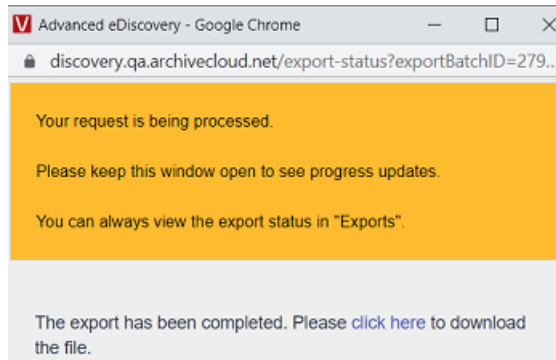 Advanced eDiscovery - Google Chrome
discovery.qa.archivecloud.net/export-status?exportBatchID=279...
Your request is being processed.
Please keep this window open to see progress updates.
You can always view the export status in "Exports".
The export has been completed. Please click here to download
the file.